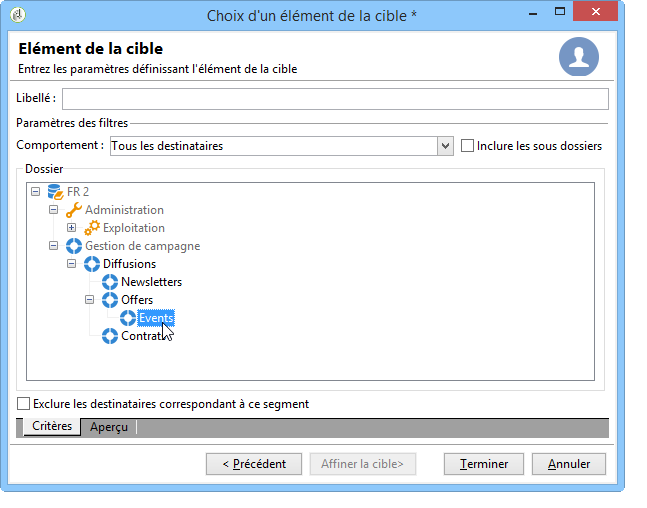 Choix d'un élément de la cible *
Elément de la cible
Entrez les paramètres définissant l'élément de la cible
Libellé :
Paramètres des filtres
Comportement : Tous les destinataires Inclure les sous dossiers
Dossier
FR 2
Administration
Exploitation
Gestion de campagne
Diffusions
Newsletters
Offers
Events
Exclure les destinataires correspondant à ce segment
Critères Aperçu
< Précédent Affiner la cible> Terminer Annuler